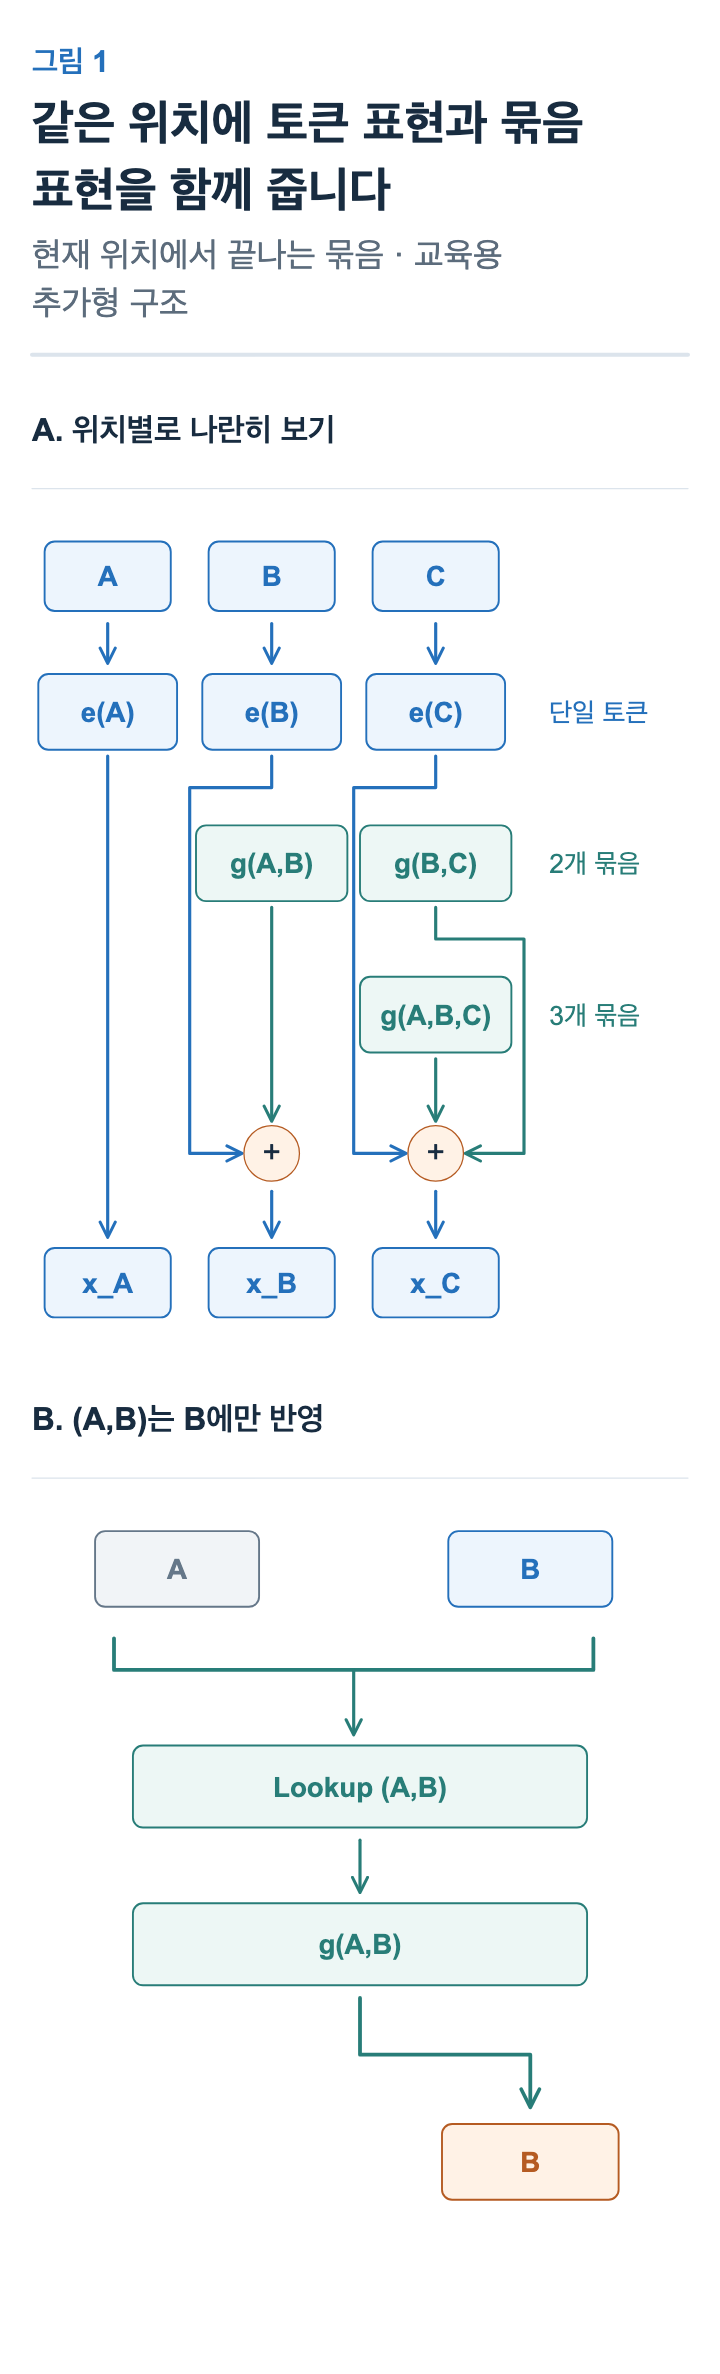 그림 1
같은 위치에 토큰 표현과 묶음
표현을 함께 줍니다
현재 위치에서 끝나는 묶음 · 교육용
추가형 구조
A. 위치별로 나란히 보기
A B C
e(A) e(B) e(C) 단일 토큰
g(A,B) g(B,C) 2개 묶음
g(A,B,C) 3개 묶음
+ +
x_A x_B x_C
B. (A,B)는 B에만 반영
A B
Lookup (A,B)
g(A,B)
B